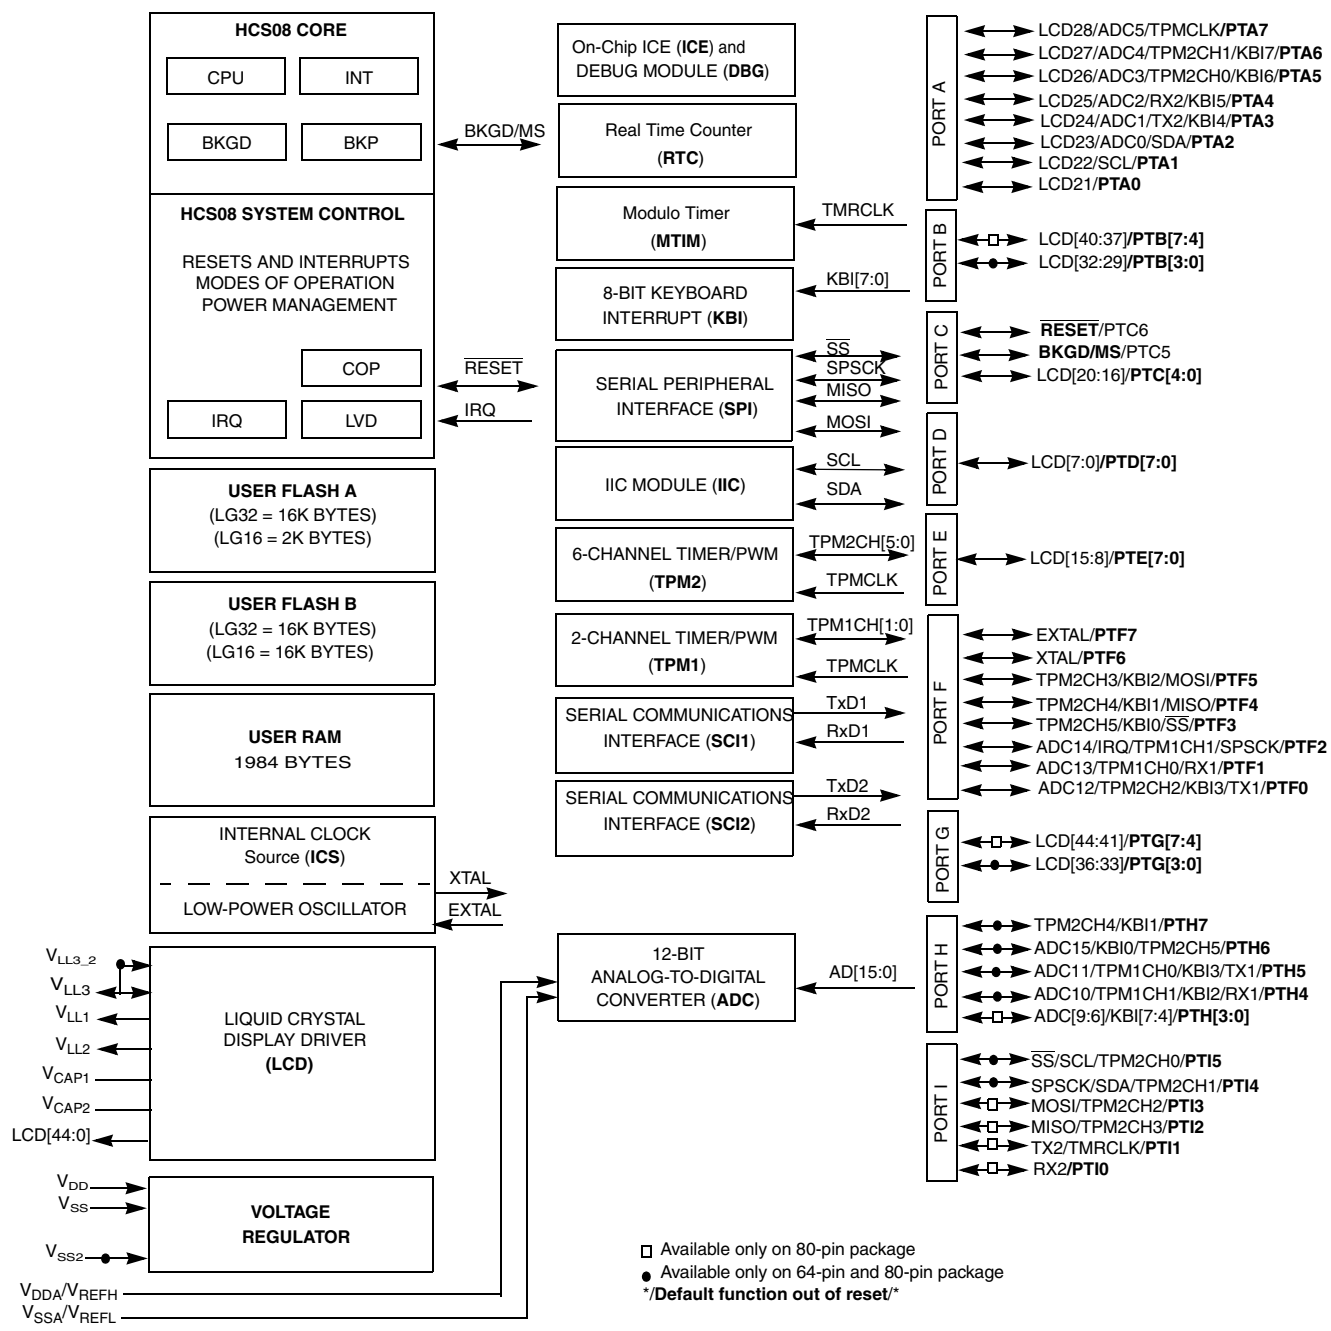 HCS08 CORE
CPU
INT
BKGD
BKP
HCS08 SYSTEM CONTROL
RESETS AND INTERRUPTS
MODES OF OPERATION
POWER MANAGEMENT
COP
IRQ
LVD
BKGD/MS
RESET
IRQ
USER FLASH A
(LG32 = 16K BYTES)
(LG16 = 2K BYTES)
USER FLASH B
(LG32 = 16K BYTES)
(LG16 = 16K BYTES)
USER RAM
1984 BYTES
INTERNAL CLOCK
Source (ICS)
LOW-POWER OSCILLATOR
XTAL
EXTAL
VLL3_2
VLL3
VLL1
VLL2
VCAP1
VCAP2
LCD[44:0]
LIQUID CRYSTAL
DISPLAY DRIVER
(LCD)
VDD
VSS
VSS2
VOLTAGE
REGULATOR
VDDA/VREFH
VSSA/VREFL
On-Chip ICE (ICE) and
DEBUG MODULE (DBG)
Real Time Counter
(RTC)
Modulo Timer
(MTIM)
TMRCLK
8-BIT KEYBOARD
INTERRUPT (KBI)
KBI[7:0]
SERIAL PERIPHERAL
INTERFACE (SPI)
SS
SPSCK
MISO
MOSI
IIC MODULE (IIC)
SCL
SDA
6-CHANNEL TIMER/PWM
(TPM2)
TPM2CH[5:0]
TPMCLK
2-CHANNEL TIMER/PWM
(TPM1)
TPM1CH[1:0]
TPMCLK
SERIAL COMMUNICATIONS
INTERFACE (SCI1)
TxD1
RxD1
SERIAL COMMUNICATIONS
INTERFACE (SCI2)
TxD2
RxD2
12-BIT
ANALOG-TO-DIGITAL
CONVERTER (ADC)
AD[15:0]
PORT A
LCD28/ADC5/TPMCLK/PTA7
LCD27/ADC4/TPM2CH1/KBI7/PTA6
LCD26/ADC3/TPM2CH0/KBI6/PTA5
LCD25/ADC2/RX2/KBI5/PTA4
LCD24/ADC1/TX2/KBI4/PTA3
LCD23/ADC0/SDA/PTA2
LCD22/SCL/PTA1
LCD21/PTA0
PORT B
LCD[40:37]/PTB[7:4]
LCD[32:29]/PTB[3:0]
PORT C
RESET/PTC6
BKGD/MS/PTC5
LCD[20:16]/PTC[4:0]
PORT D
LCD[7:0]/PTD[7:0]
PORT E
LCD[15:8]/PTE[7:0]
PORT F
EXTAL/PTF7
XTAL/PTF6
TPM2CH3/KBI2/MOSI/PTF5
TPM2CH4/KBI1/MISO/PTF4
TPM2CH5/KBI0/SS/PTF3
ADC14/IRQ/TPM1CH1/SPSCK/PTF2
ADC13/TPM1CH0/RX1/PTF1
ADC12/TPM2CH2/KBI3/TX1/PTF0
PORT G
LCD[44:41]/PTG[7:4]
LCD[36:33]/PTG[3:0]
PORT H
TPM2CH4/KBI1/PTH7
ADC15/KBI0/TPM2CH5/PTH6
ADC11/TPM1CH0/KBI3/TX1/PTH5
ADC10/TPM1CH1/KBI2/RX1/PTH4
ADC[9:6]/KBI[7:4]/PTH[3:0]
PORT I
SS/SCL/TPM2CH0/PTI5
SPSCK/SDA/TPM2CH1/PTI4
MOSI/TPM2CH2/PTI3
MISO/TPM2CH3/PTI2
TX2/TMRCLK/PTI1
RX2/PTI0
Available only on 80-pin package
Available only on 64-pin and 80-pin package
*/Default function out of reset/*